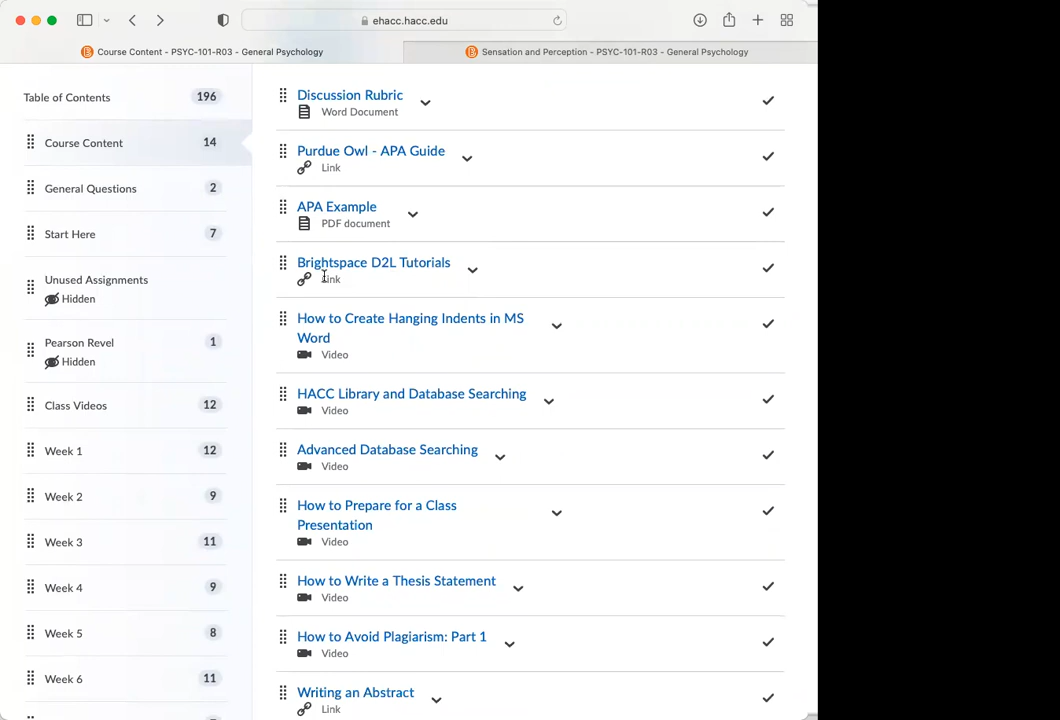 ehacc.hacc.edu
Course Content - PSYC-101-R03 - General Psychology
Sensation and Perception - PSYC-101-R03 - General Psychology
Table of Contents 196
Course Content 14
General Questions 2
Start Here 7
Unused Assignments
Hidden
Pearson Revel 1
Hidden
Class Videos 12
Week 1 12
Week 2 9
Week 3 11
Week 4 9
Week 5 8
Week 6 11
Discussion Rubric
Word Document
Purdue Owl - APA Guide
Link
APA Example
PDF document
Brightspace D2L Tutorials
Link
How to Create Hanging Indents in MS
Word
Video
HACC Library and Database Searching
Video
Advanced Database Searching
Video
How to Prepare for a Class
Presentation
Video
How to Write a Thesis Statement
Video
How to Avoid Plagiarism: Part 1
Video
Writing an Abstract
Link